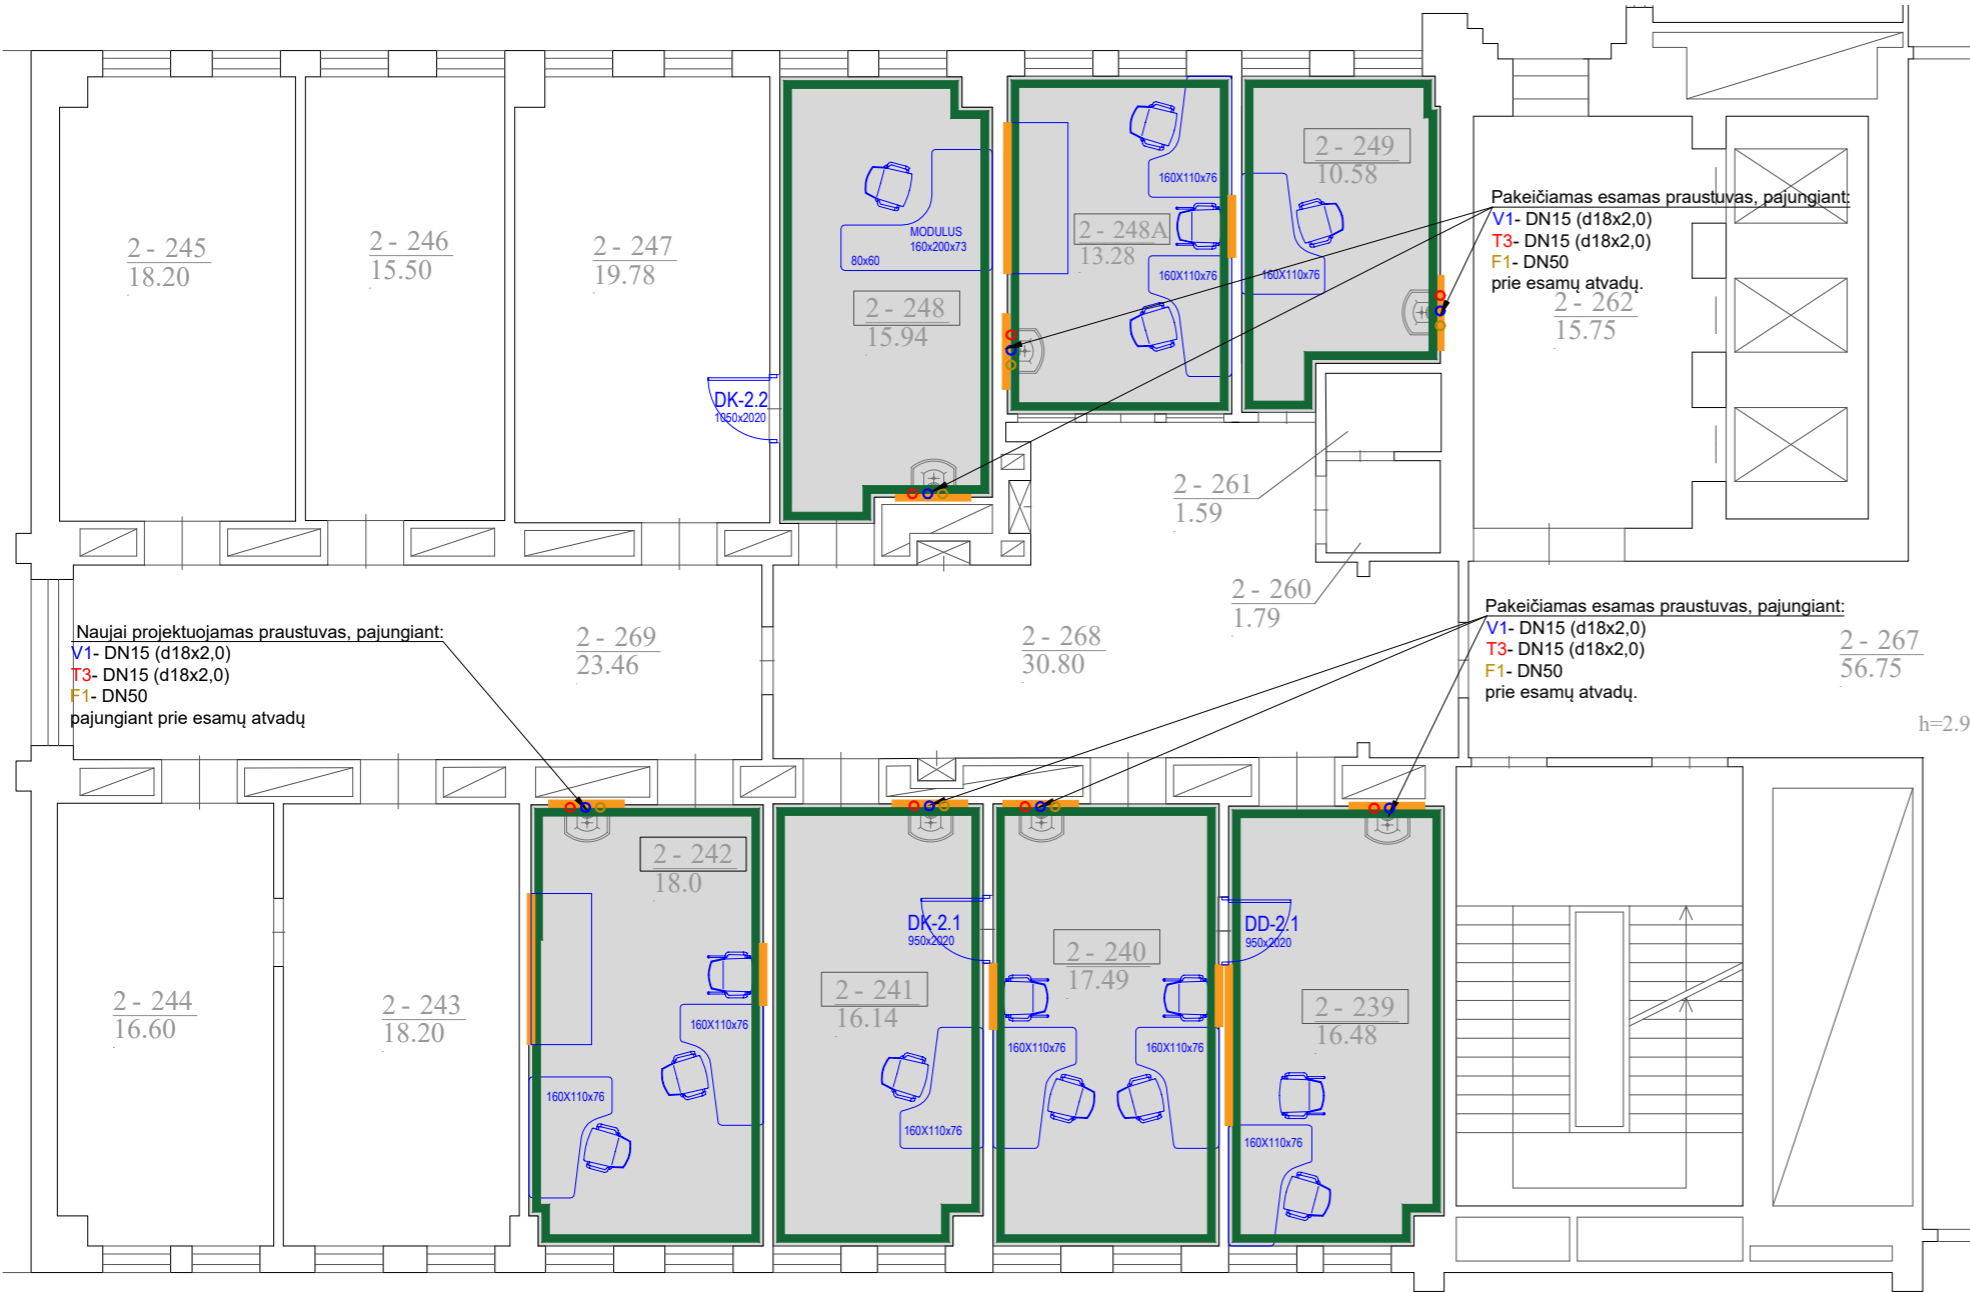 2 - 245
18.20
2 - 246
15.50
2 - 247
19.78
MODULUS
160x200x73
80x60
2 - 248
15.94
DK-2.2
1050x2020
160X110x76
2 - 248A
13.28
160X110x76
2 - 249
10.58
160X110x76
Pakeičiamas esamas praustuvas, pajungiant:
V1- DN15 (d18x2,0)
T3- DN15 (d18x2,0)
F1- DN50
prie esamų atvadų.
2 - 262
15.75
2 - 261
1.59
2 - 260
1.79
Naujai projektuojamas praustuvas, pajungiant:
V1- DN15 (d18x2,0)
T3- DN15 (d18x2,0)
F1- DN50
pajungiant prie esamų atvadų
2 - 269
23.46
2 - 268
30.80
Pakeičiamas esamas praustuvas, pajungiant:
V1- DN15 (d18x2,0)
T3- DN15 (d18x2,0)
F1- DN50
prie esamų atvadų.
2 - 267
56.75
h=2.9
2 - 244
16.60
2 - 243
18.20
2 - 242
18.0
160X110x76
160X110x76
DK-2.1
950x2020
2 - 241
16.14
160X110x76
2 - 240
17.49
160X110x76
160X110x76
DD-2.1
950x2020
2 - 239
16.48
160X110x76